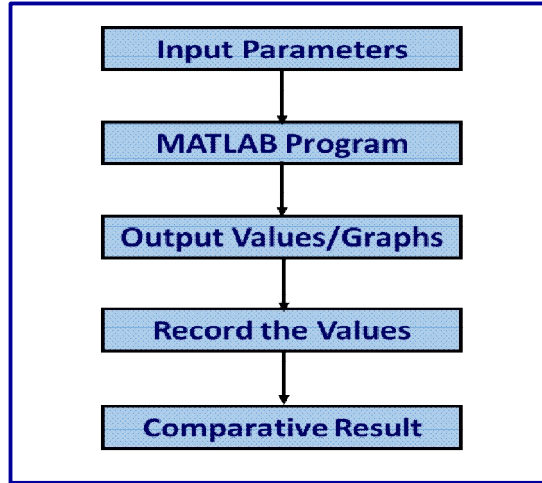 Input Parameters
MATLAB Program
Output Values/Graphs
Record the Values
Comparative Result